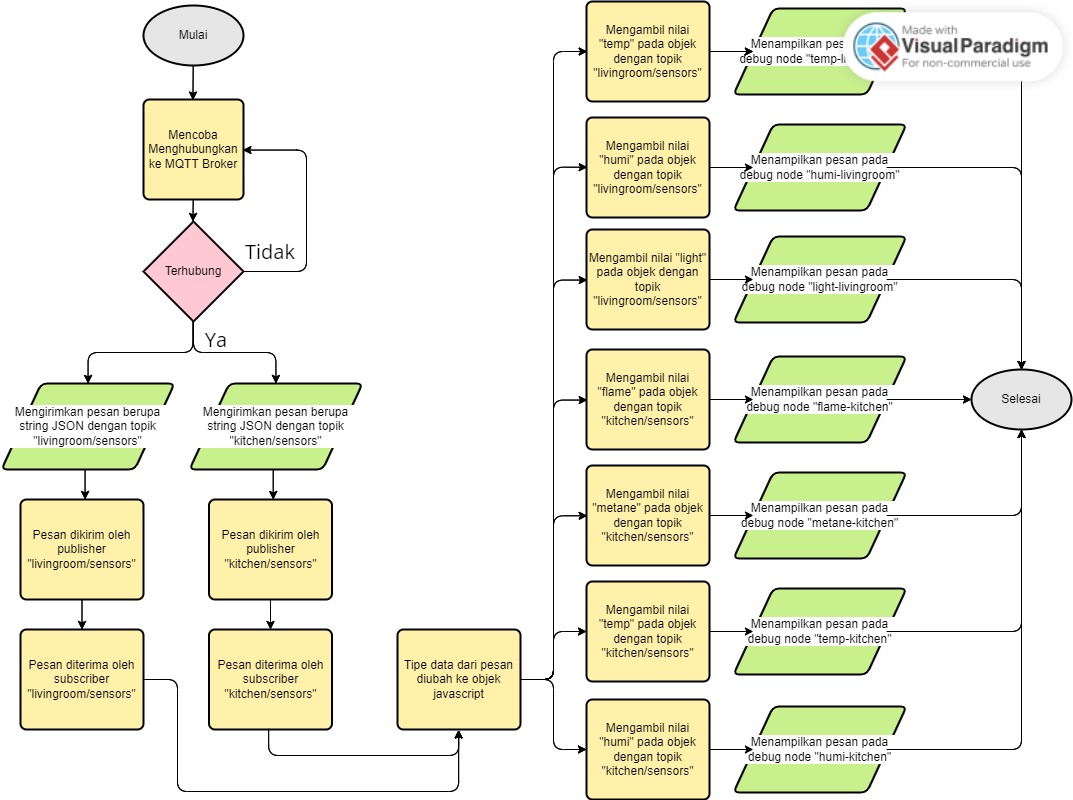 Mulai
Mencoba
Menghubungkan
ke MQTT Broker
Terhubung
Tidak
Ya
Mengirimkan pesan berupa
string JSON dengan topik
"livingroom/sensors"
Mengirimkan pesan berupa
string JSON dengan topik
"kitchen/sensors"
Pesan dikirim oleh
publisher
"livingroom/sensors"
Pesan dikirim oleh
publisher
"kitchen/sensors"
Pesan diterima oleh
subscriber
"livingroom/sensors"
Pesan diterima oleh
subscriber
"kitchen/sensors"
Tipe data dari pesan
diubah ke objek
javascript
Mengambil nilai
"temp" pada objek
dengan topik
"livingroom/sensors"
Menampilkan
debug node
Mengambil nilai
"humi" pada objek
dengan topik
"livingroom/sensors"
Menampilkan pesan pada
debug node "humi-livingroom"
Mengambil nilai "light"
pada objek dengan
topik
"livingroom/sensors"
Menampilkan pesan pada
debug node "light-livingroom"
Mengambil nilai
"flame" pada objek
dengan topik
"kitchen/sensors"
Menampilkan pesan pada
debug node "flame-kitchen"
Mengambil nilai
"metane" pada objek
dengan topik
"kitchen/sensors"
Menampilkan pesan pada
debug node "metane-kitchen"
Mengambil nilai
"temp" pada objek
dengan topik
"kitchen/sensors"
Menampilkan pesan pada
debug node "temp-kitchen"
Mengambil nilai
"humi" pada objek
dengan topik
"kitchen/sensors"
Menampilkan pesan pada
debug node "humi-kitchen"
Selesai
Made with
Visual Paradigm
For non-commercial use